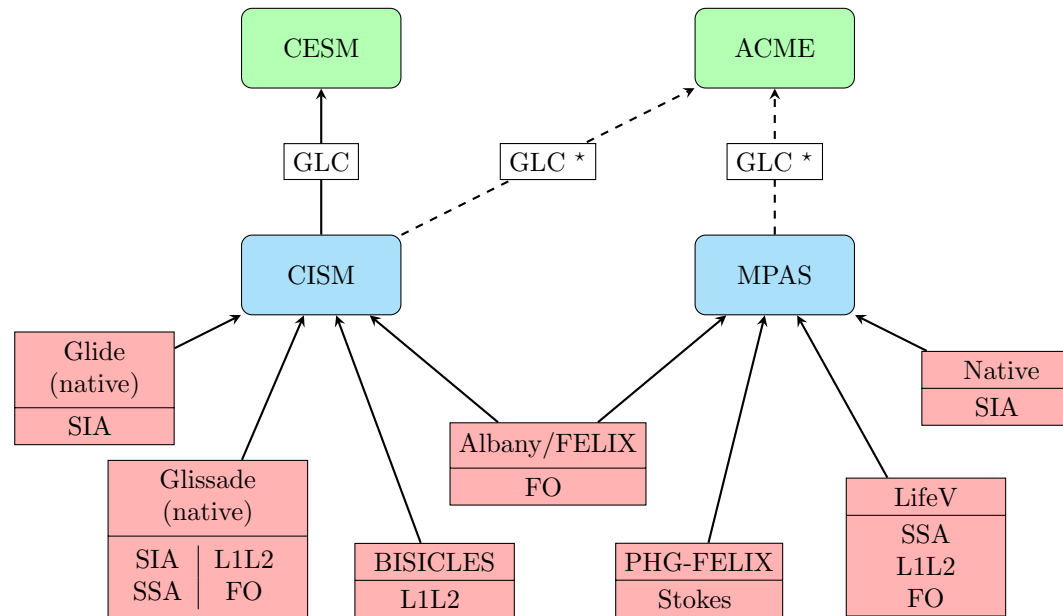 CESM
ACME
GLC
GLC *
GLC *
CISM
MPAS
Glide
(native)
SIA
Native
SIA
Albany/FELIX
FO
Glissade
(native)
SIA L1L2
SSA FO
BISICLES
L1L2
PHG-FELIX
Stokes
LifeV
SSA
L1L2
FO